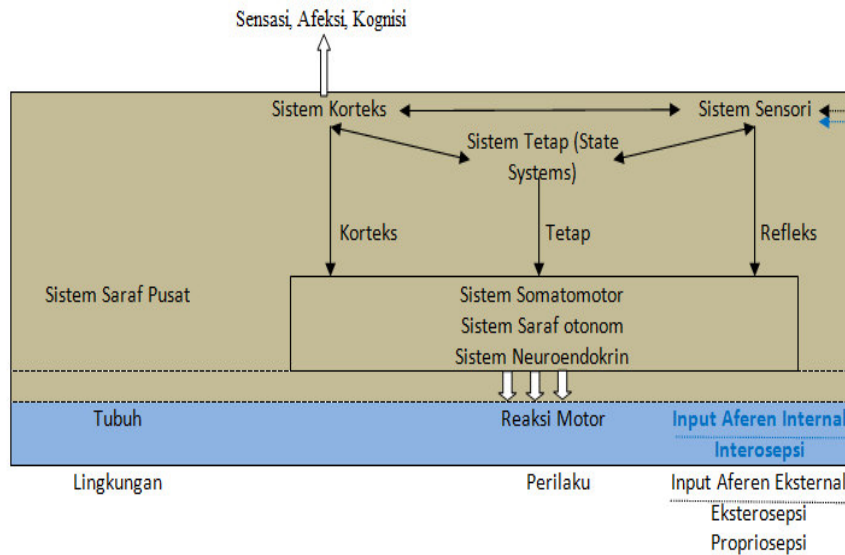 Sensasi, Afeksi, Kognisi
Sistem Korteks
Sistem Sensori
Sistem Tetap (State
Systems)
Korteks
Tetap
Refleks
Sistem Saraf Pusat
Sistem Somatomotor
Sistem Saraf otonom
Sistem Neuroendokrin
Tubuh
Reaksi Motor
Input Aferen Internal
Interosepsi
Lingkungan
Perilaku
Input Aferen Eksternal
Eksterosepsi
Propriosepsi